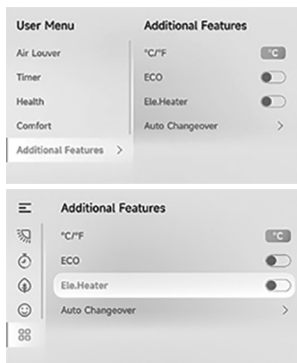 User Menu
Additional Features
Air Louver
°C/°F
°C
Timer
ECO
Health
Ele.Heater
Comfort
Auto Changeover >
Additional Features >
Additional Features
°C/°F
°C
ECO
Ele.Heater
Auto Changeover >